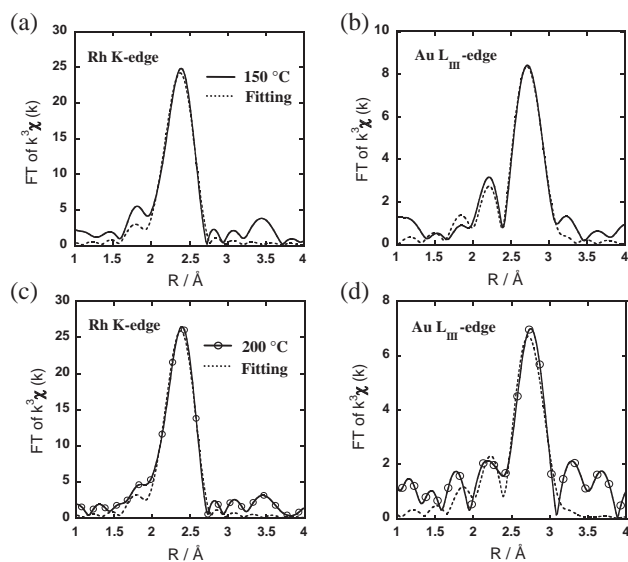 (a)
Rh K-edge
150 °C
Fitting
FT of k³χ (k)
30
25
20
15
10
5
0
1 1.5 2 2.5 3 3.5 4
R / Å
(b)
Au L_III-edge
FT of k³χ (k)
10
8
6
4
2
0
1 1.5 2 2.5 3 3.5 4
R / Å
(c)
Rh K-edge
200 °C
Fitting
FT of k³χ (k)
30
25
20
15
10
5
0
1 1.5 2 2.5 3 3.5 4
R / Å
(d)
Au L_III-edge
FT of k³χ (k)
8
6
4
2
0
1 1.5 2 2.5 3 3.5 4
R / Å